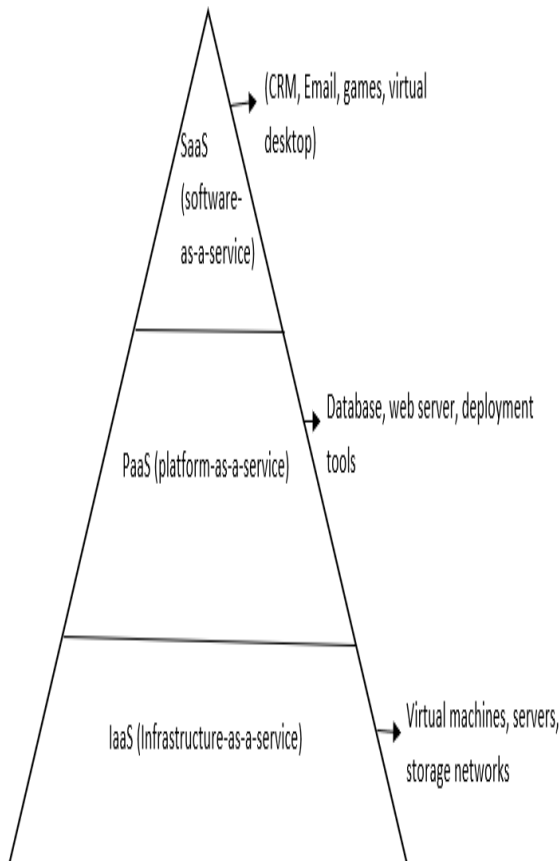 (CRM, Email, games, virtual
desktop)
SaaS
(software-
as-a-service)
Database, web server, deployment
tools
PaaS (platform-as-a-service)
Virtual machines, servers,
storage networks
IaaS (Infrastructure-as-a-service)